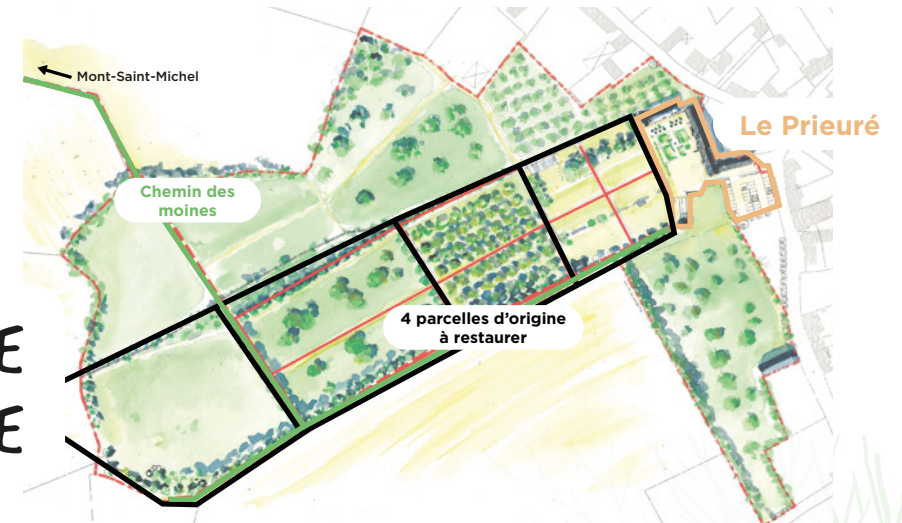 Mont-Saint-Michel
Le Prieuré
Chemin des
moines
4 parcelles d'origine
à restaurer
E
E